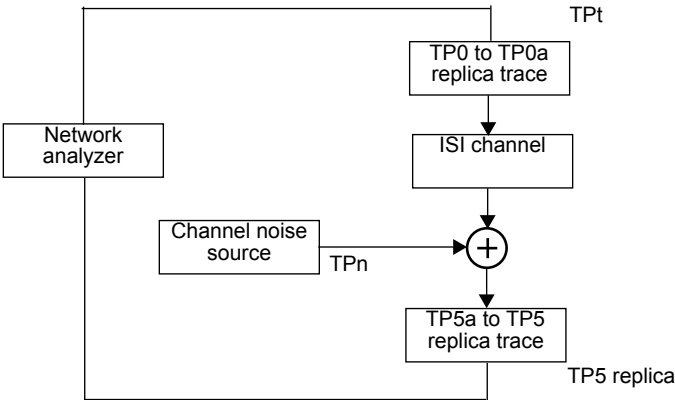 TPt
TP0 to TP0a
replica trace
Network
analyzer
ISI channel
Channel noise
source
TPn
+
TP5a to TP5
replica trace
TP5 replica